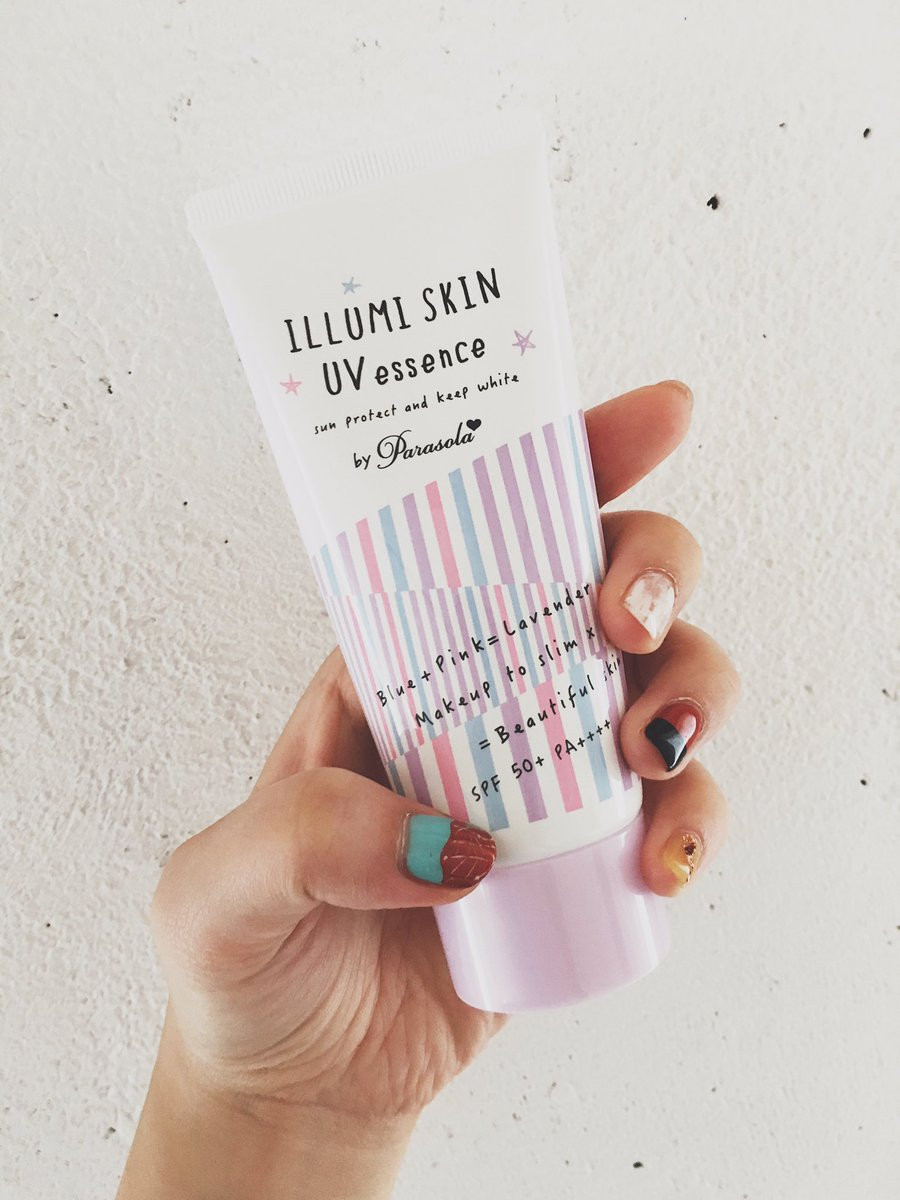 ILLUMI SKIN
UV essence
sun protect and keep white
by Parasola
Blue + Pink = Lavender
Makeup to slim x
= Beautiful skin
SPF 50+ PA++++